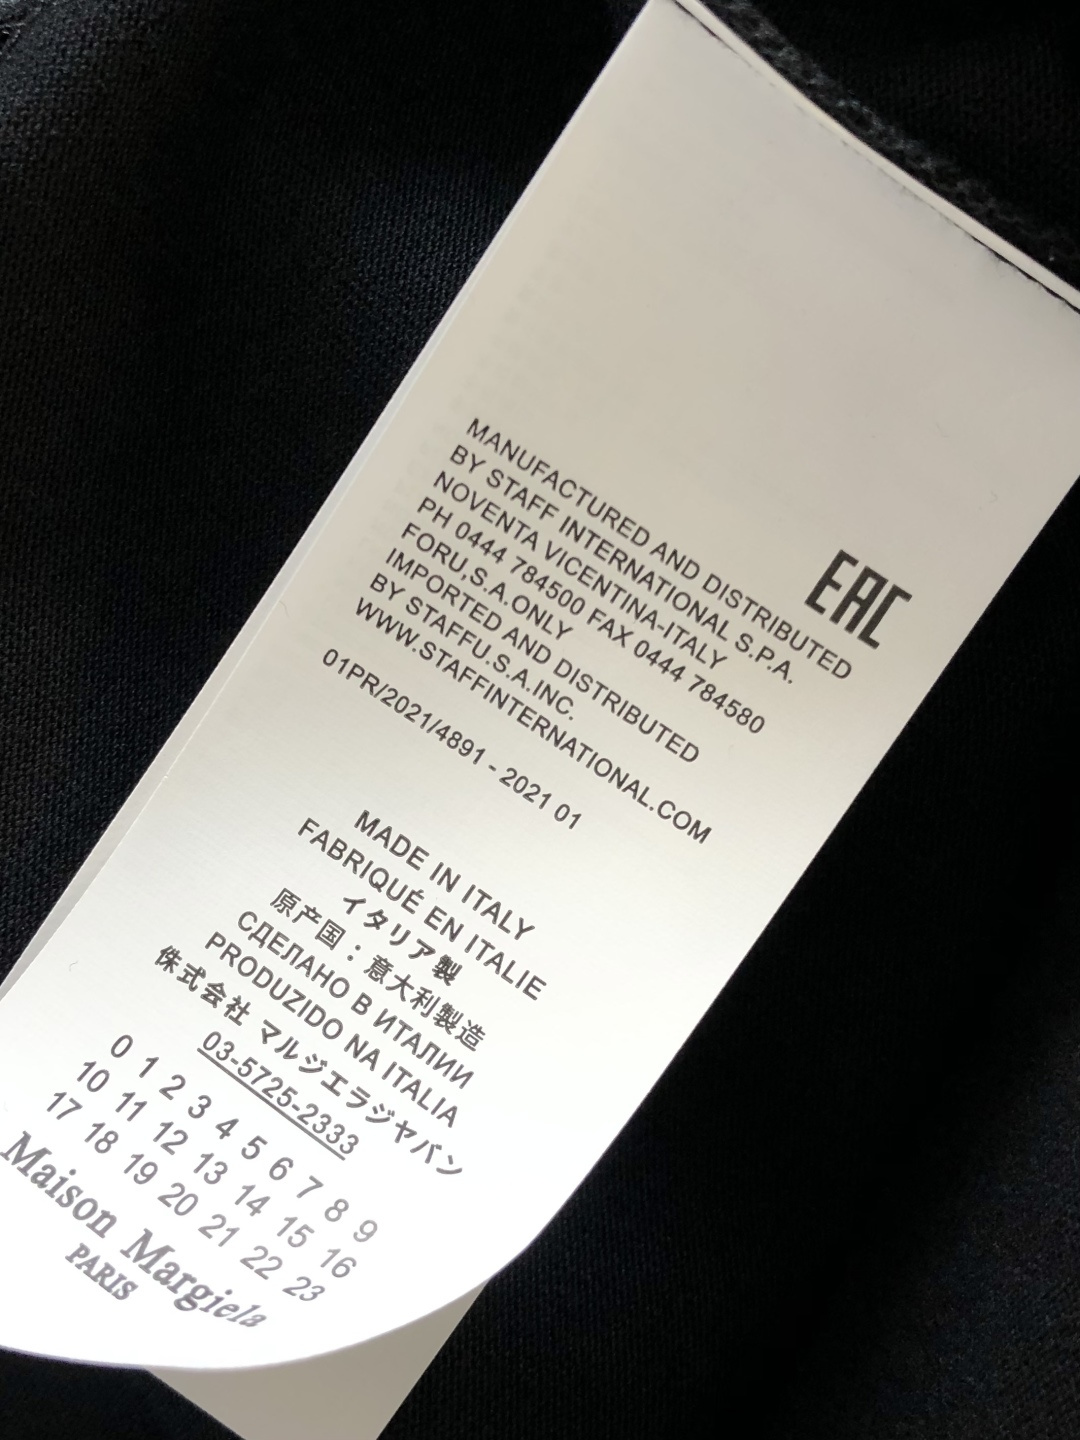 EAC
MANUFACTURED AND DISTRIBUTED
BY STAFF INTERNATIONAL S.P.A.
NOVENTA VICENTINA-ITALY
PH 0444 784500 FAX 0444 784580
FORU,S.A.ONLY
IMPORTED AND DISTRIBUTED
BY STAFFU.S.A.INC.
WWW.STAFFINTERNATIONAL.COM
01PR/2021/4891 - 2021 01
MADE IN ITALY
FABRIQUÉ EN ITALIE
イタリア製
原产国：意大利製造
СДЕЛАНО В ИТАЛИИ
PRODUZIDO NA ITALIA
侏式会社 マルジエラジヤバン
03-5725-2333
0 1 2 3 4 5 6 7 8 9
10 11 12 13 14 15 16
17 18 19 20 21 22 23
Maison Margiela
PARIS